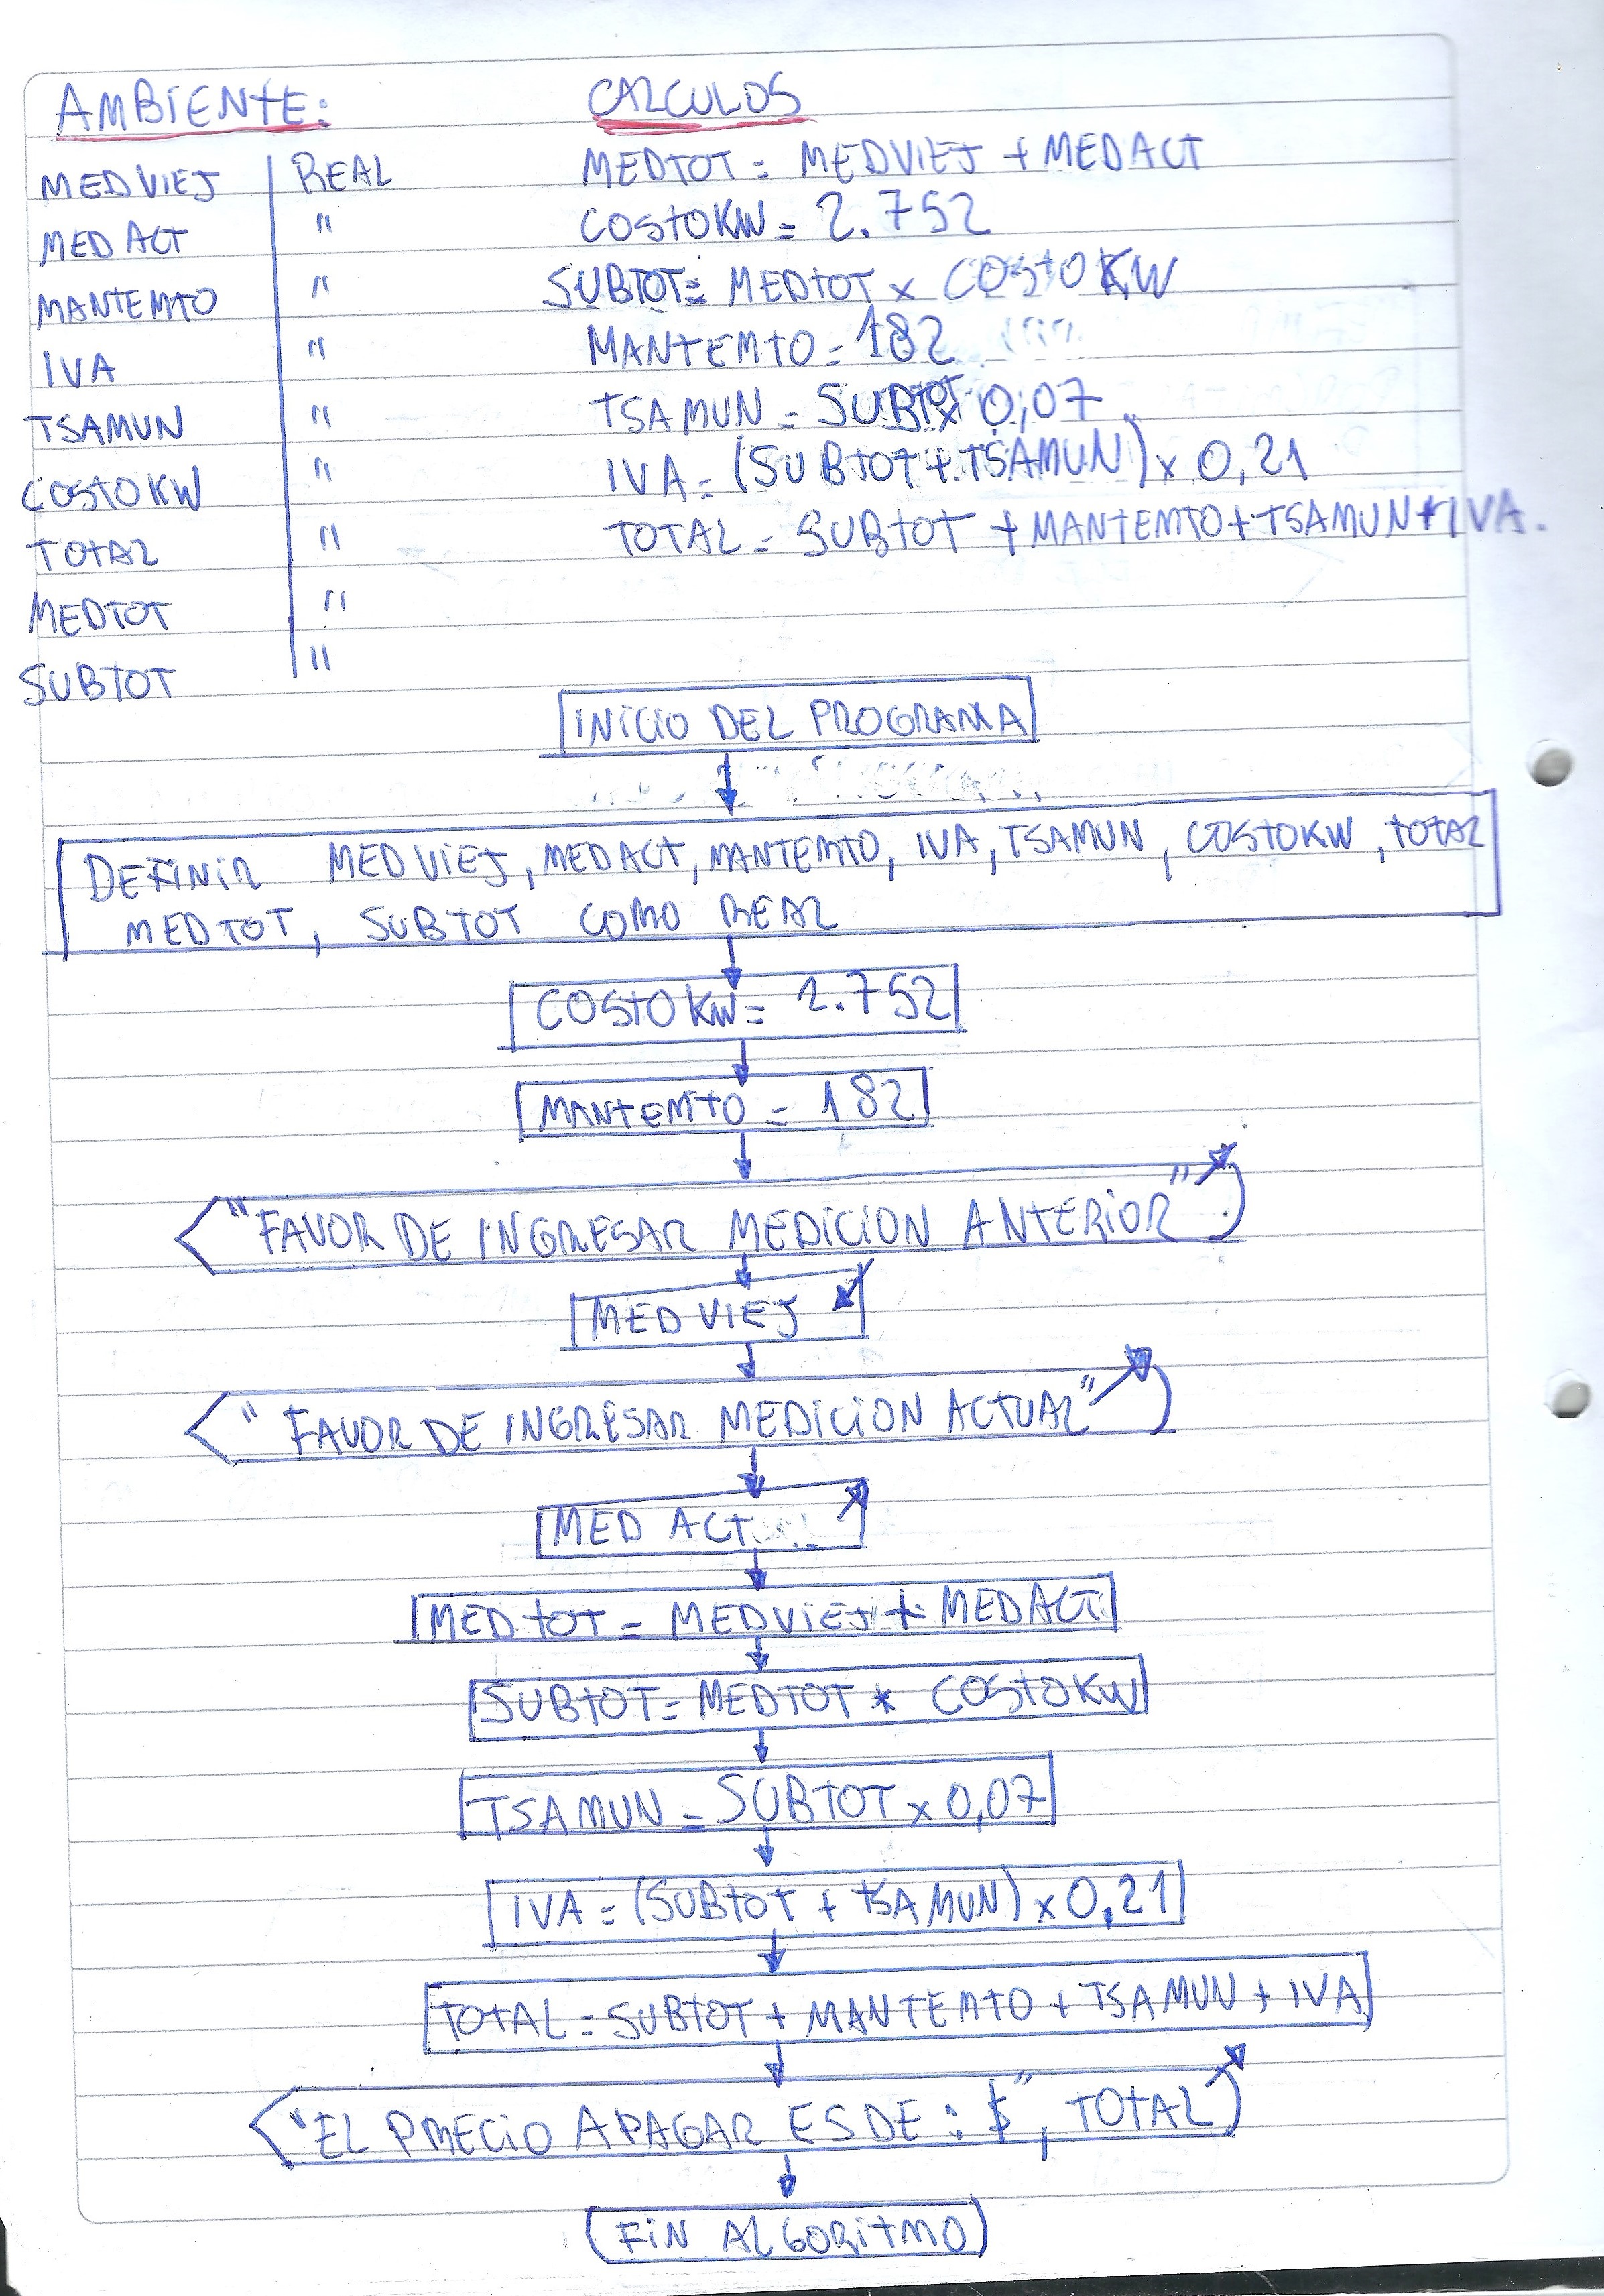 AMBIENTE:
MEDVIEJ REAL
MEDACT "
MANTEMTO "
IVA "
TSAMUN "
COSTOKW "
TOTAL "
MEDTOT "
SUBTOT "
CALCULOS
MEDTOT = MEDVIEJ + MEDACT
COSTOKW = 2.752
SUBTOT = MEDTOT x COSTOKW
MANTEMTO = 182
TSAMUN = SUBTOT x 0,07
IVA = (SUBTOT + TSAMUN) x 0,21
TOTAL = SUBTOT + MANTEMTO + TSAMUN + IVA.
INICIO DEL PROGRAMA
DEFINIR MEDVIEJ, MEDACT, MANTEMTO, IVA, TSAMUN, COSTOKW, TOTAL
MEDTOT, SUBTOT COMO REAL
COSTOKW = 2.752
MANTEMTO = 182
"FAVOR DE INGRESAR MEDICION ANTERIOR"
MEDVIEJ
"FAVOR DE INGRESAR MEDICION ACTUAL"
MED ACT
MEDTOT = MEDVIEJ + MEDACT
SUBTOT = MEDTOT * COSTOKW
TSAMUN = SUBTOT x 0,07
IVA = (SUBTOT + TSAMUN) x 0,21
TOTAL = SUBTOT + MANTEMTO + TSAMUN + IVA
"EL PRECIO A PAGAR ES DE: $", TOTAL
FIN ALGORITMO